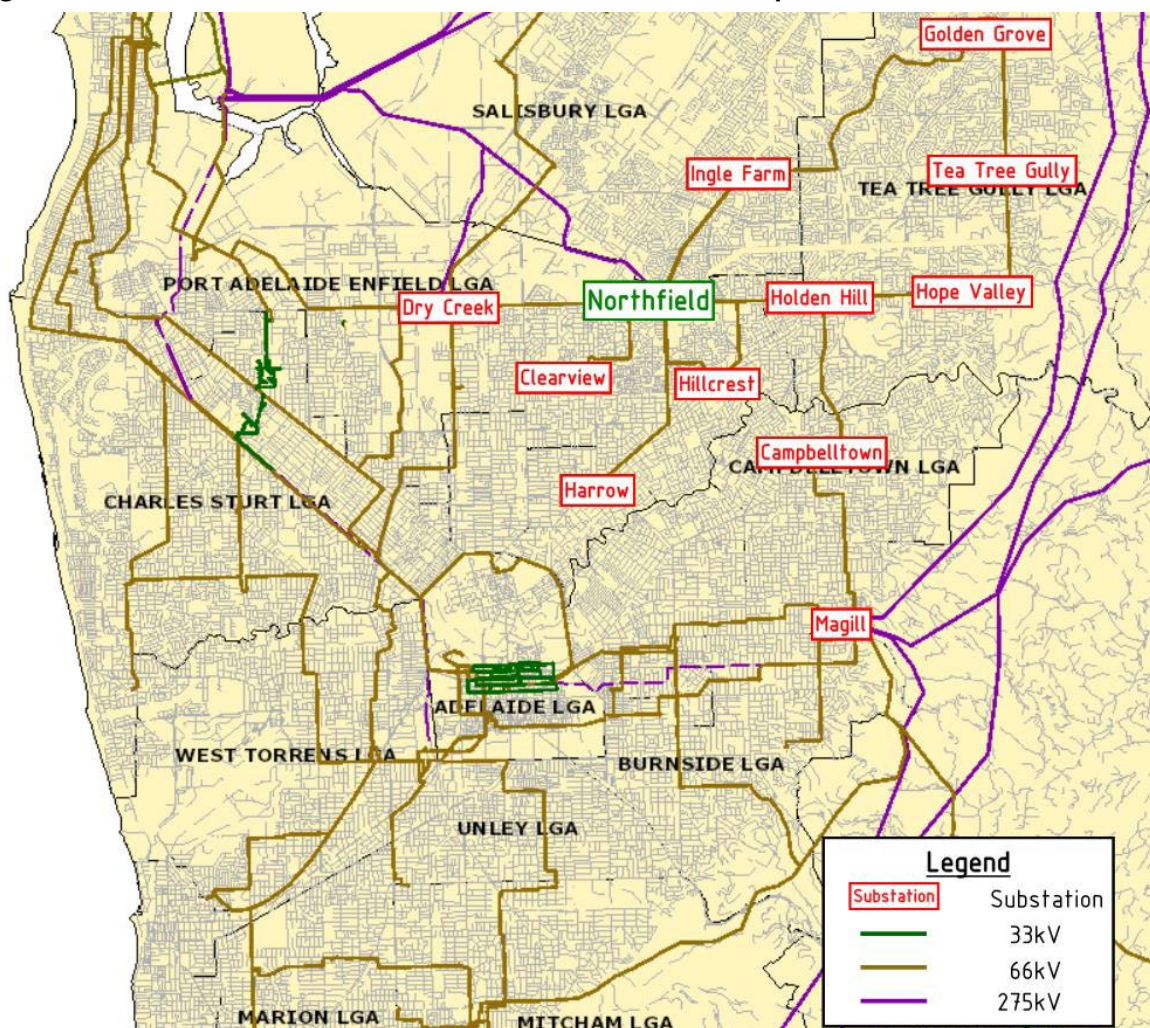 Golden Grove
SALISBURY LGA
Ingle Farm
Tea Tree Gully
TEA TREE GULLY LGA
PORT ADELAIDE ENFIELD LGA
Dry Creek
Northfield
Holden Hill
Hope Valley
Clearview
Hillcrest
Campbelltown
CAMPBELLTOWN LGA
Harrow
CHARLES STURT LGA
Magill
ADELAIDE LGA
WEST TORRENS LGA
BURNSIDE LGA
UNLEY LGA
Legend
Substation Substation
33kV
66kV
275kV
MARION LGA
MITCHAM LGA